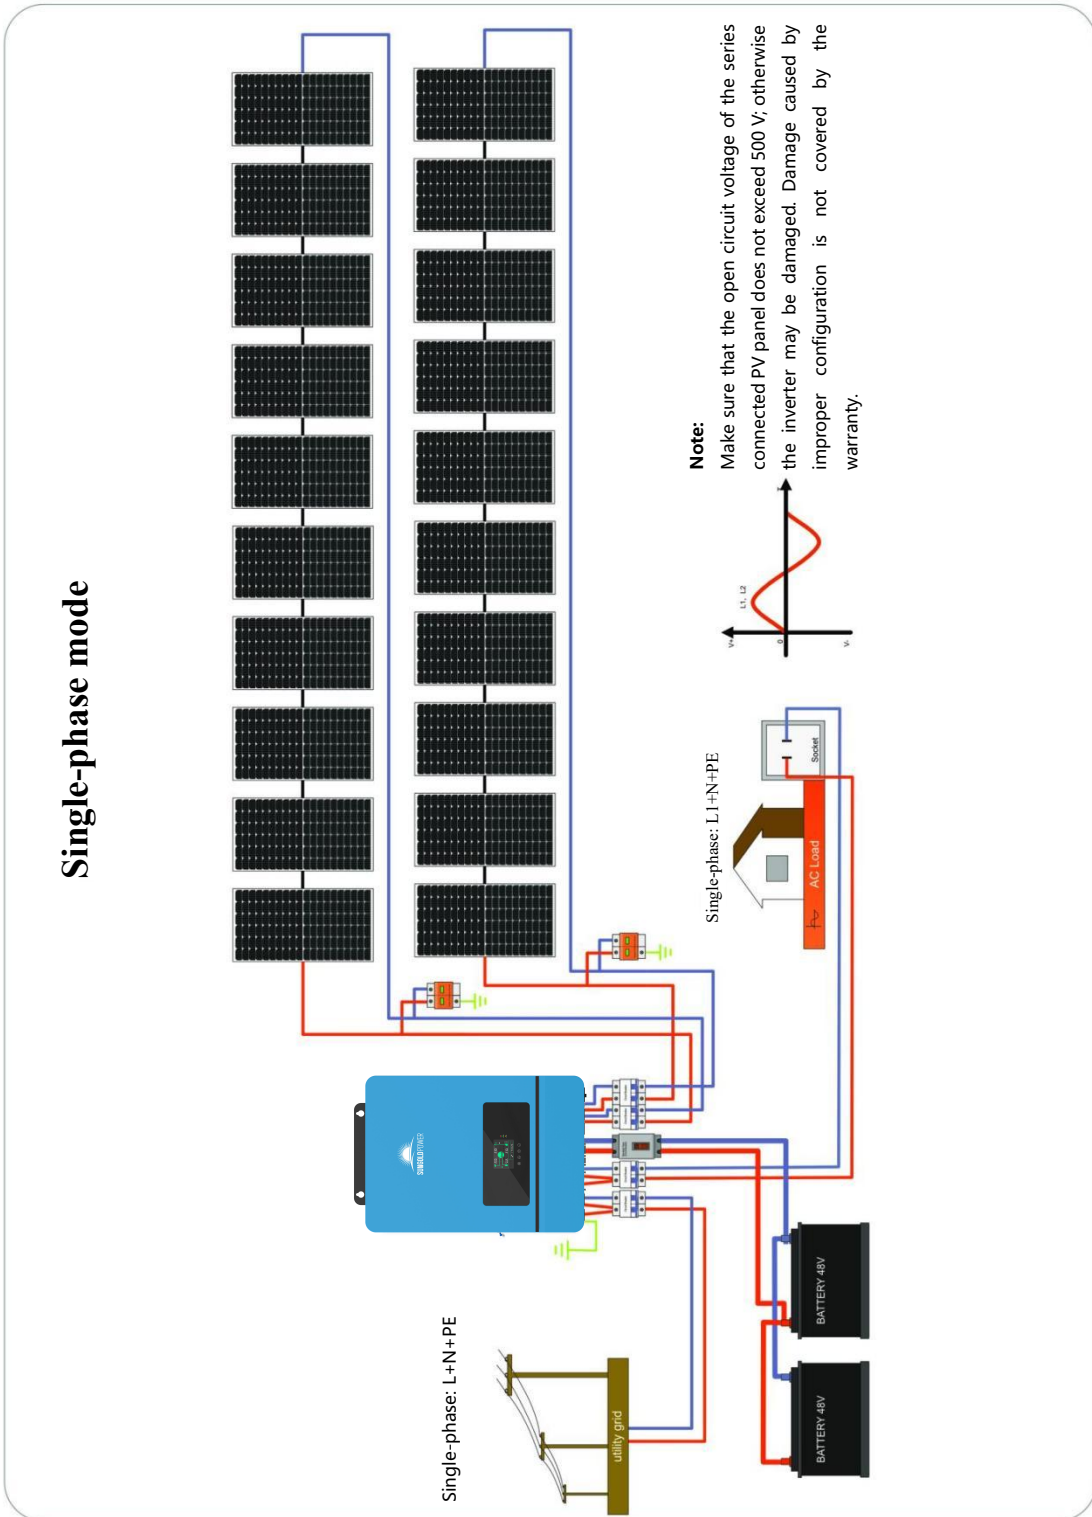 Single-phase mode
SUNGOLDPOWER
Single-phase: L+N+PE
utility grid
BATTERY 48V
BATTERY 48V
Single-phase: L1+N+PE
AC Load
Socket
V+
L1, L2
0
V-
Note:
Make sure that the open circuit voltage of the series
connected PV panel does not exceed 500 V; otherwise
the inverter may be damaged. Damage caused by
improper configuration is not covered by the
warranty.